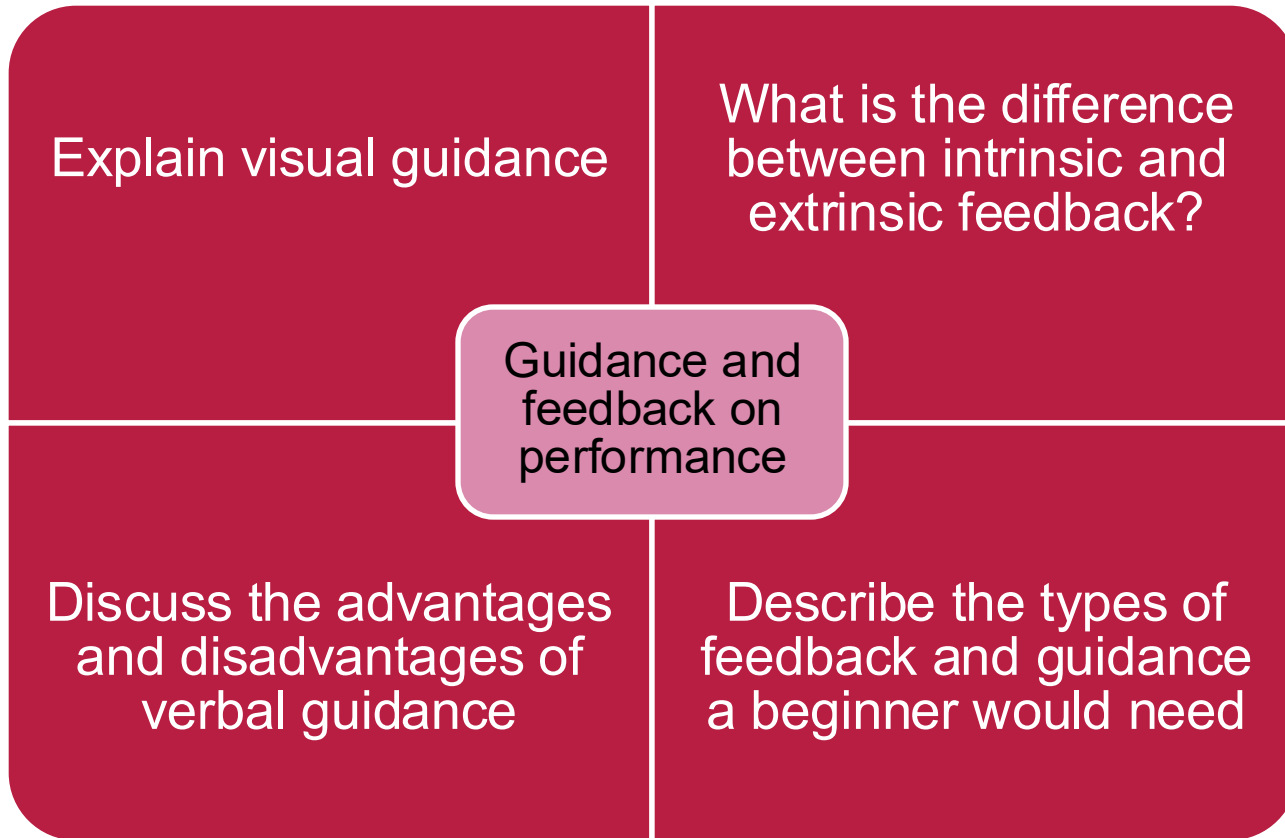 Explain visual guidance
What is the difference
between intrinsic and
extrinsic feedback?
Guidance and
feedback on
performance
Discuss the advantages
and disadvantages of
verbal guidance
Describe the types of
feedback and guidance
a beginner would need